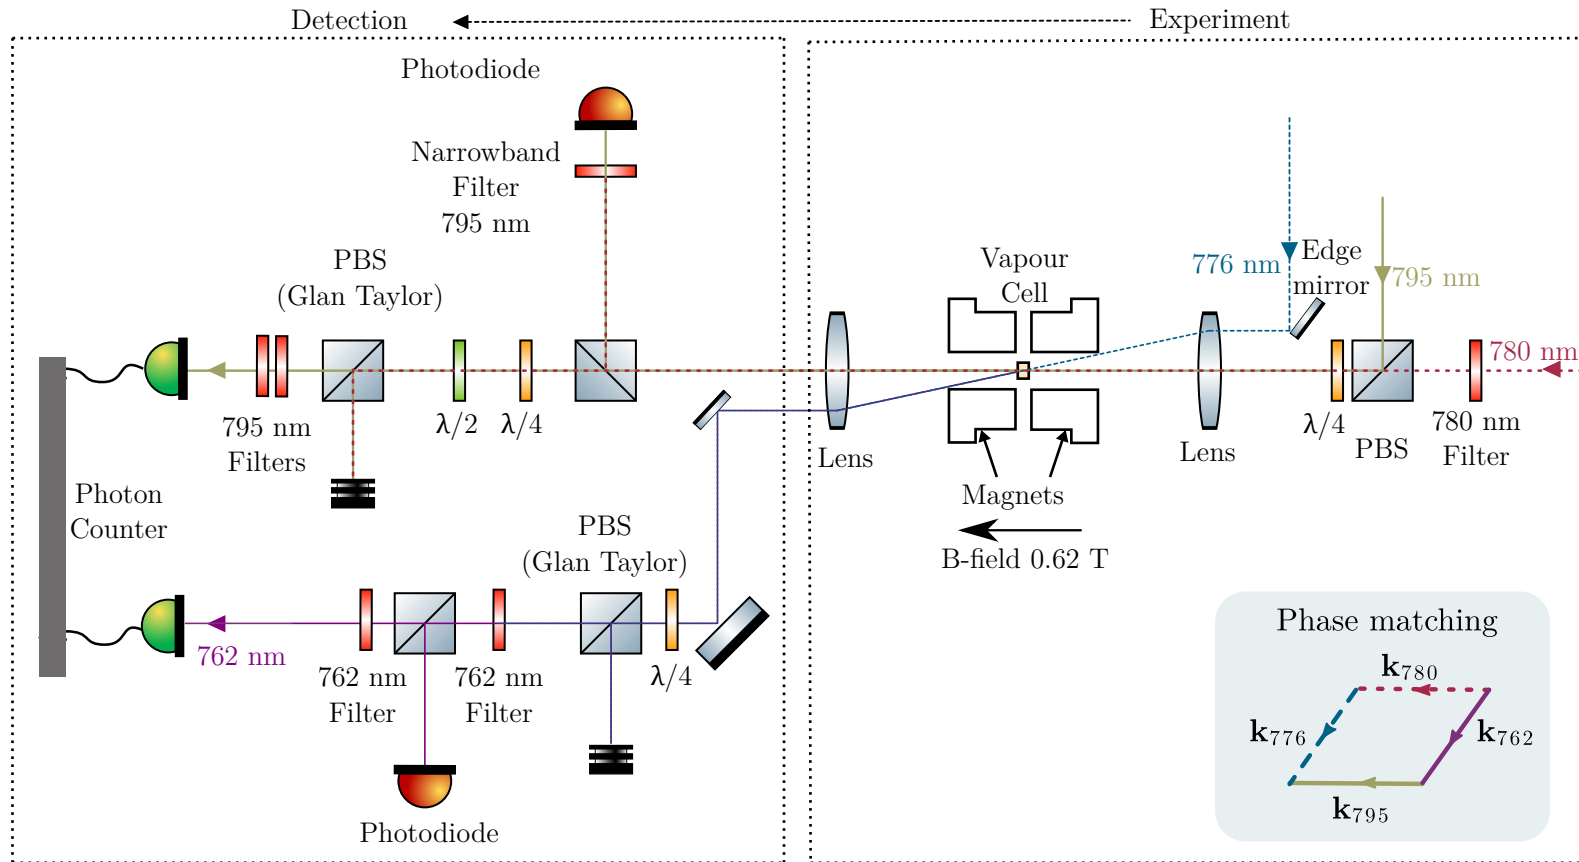 Detection
Experiment
Photodiode
Narrowband
Filter
795 nm
PBS
(Glan Taylor)
795 nm
Filters
λ/2
λ/4
Photon
Counter
PBS
(Glan Taylor)
762 nm
762 nm
Filter
762 nm
Filter
λ/4
Photodiode
Lens
Vapour
Cell
Magnets
B-field 0.62 T
Lens
776 nm
Edge
mirror
795 nm
780 nm
λ/4
PBS
780 nm
Filter
Phase matching
k780
k776
k762
k795